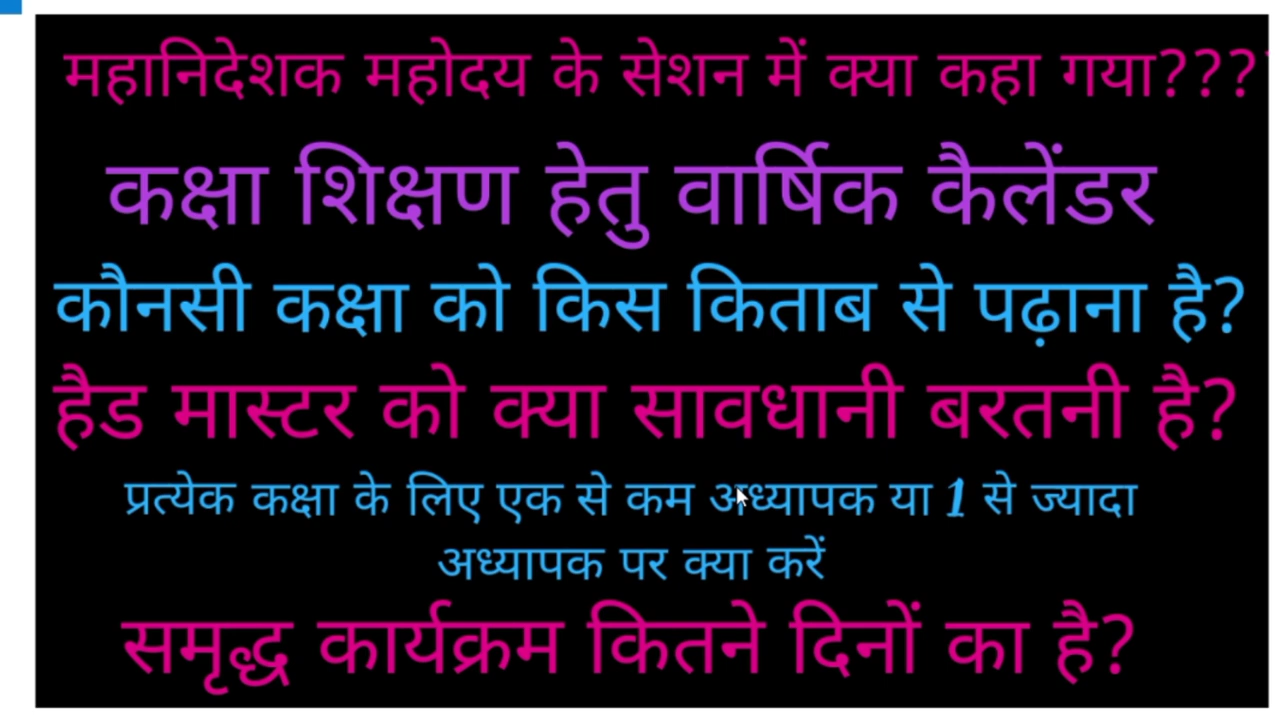 महानिदेशक महोदय के सेशन में क्या कहा गया???
कक्षा शिक्षण हेतु वार्षिक कैलेंडर
कौनसी कक्षा को किस किताब से पढ़ाना है?
हैड मास्टर को क्या सावधानी बरतनी है?
प्रत्येक कक्षा के लिए एक से कम अध्यापक या 1 से ज्यादा
अध्यापक पर क्या करें
समृद्ध कार्यक्रम कितने दिनों का है?